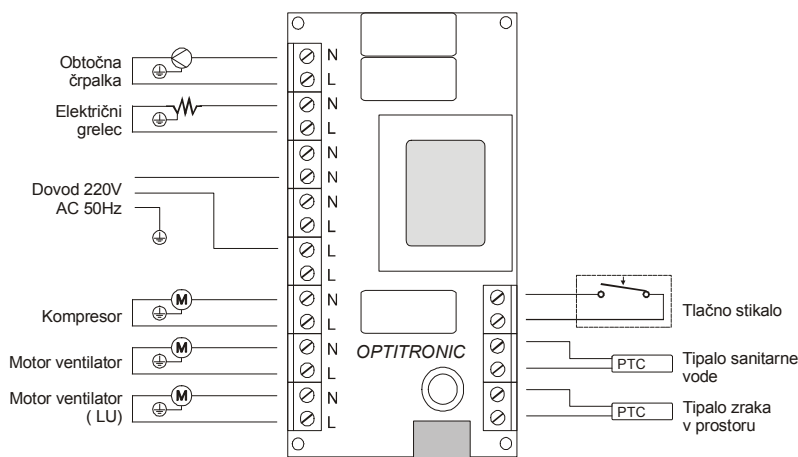 Obtočna
črpalka
Električni
grelec
Dovod 220V
AC 50Hz
Kompresor
Motor ventilator
Motor ventilator
( LU)
N
L
N
L
N
N
N
L
L
L
N
L
N
L
N
L
M
M
M
OPTITRONIC
Tlačno stikalo
PTC
Tipalo sanitarne
vode
PTC
Tipalo zraka
v prostoru